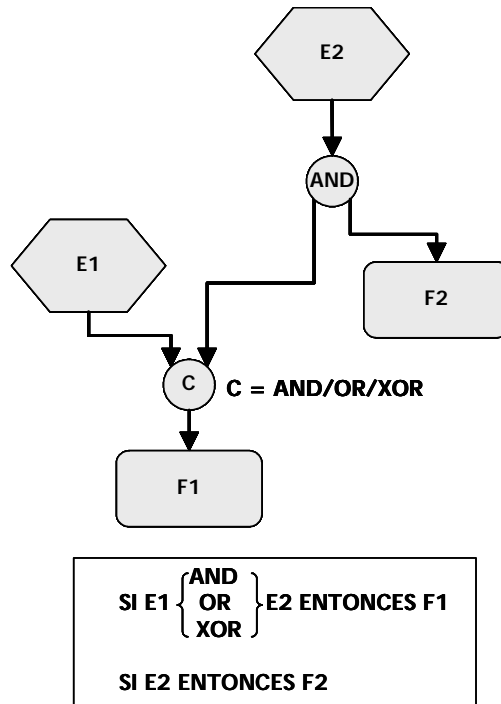 E2
AND
E1
F2
C
C = AND/OR/XOR
F1
AND
SI E1 { OR } E2 ENTONCES F1
XOR
SI E2 ENTONCES F2